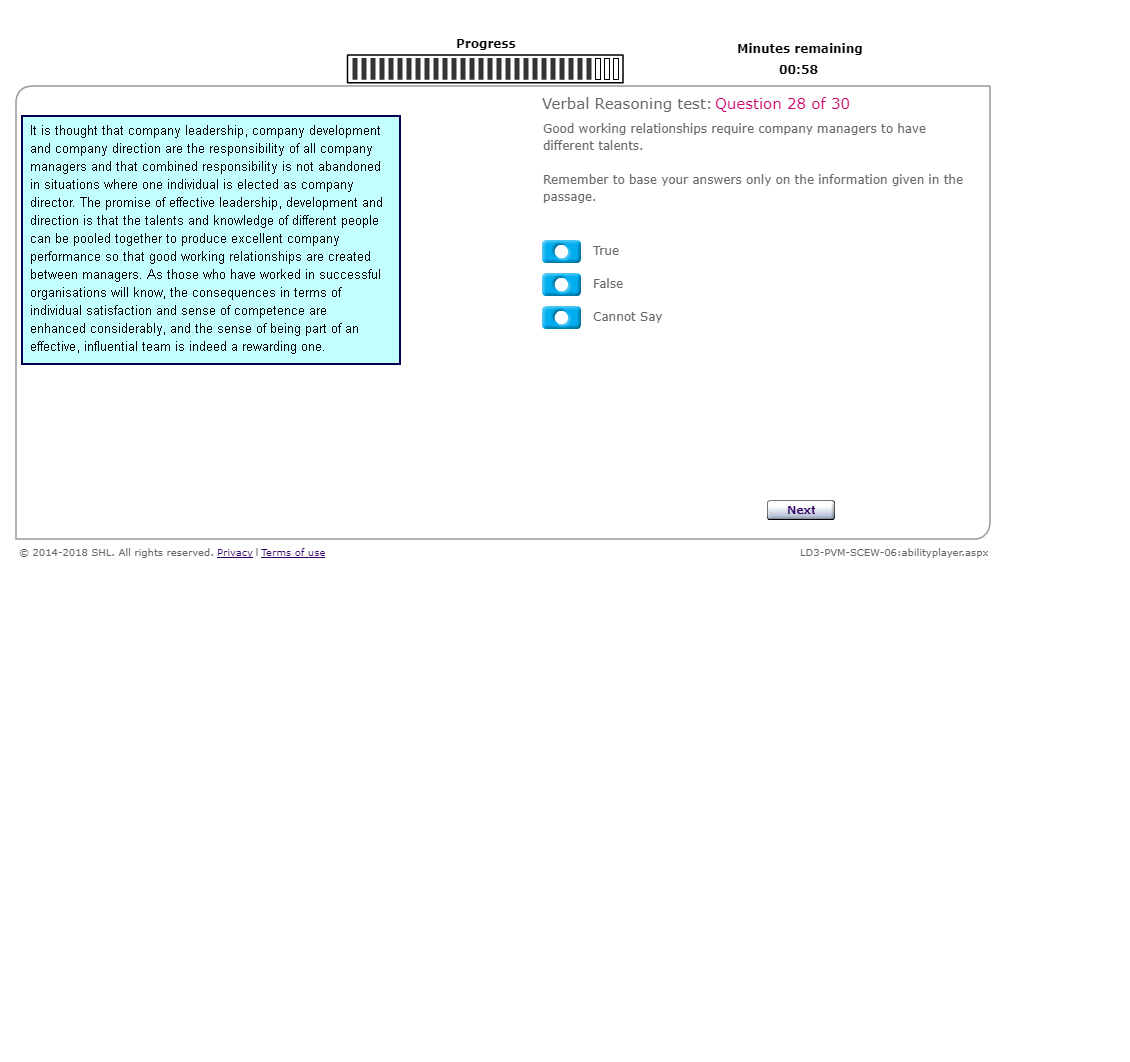 Progress
Minutes remaining
00:58
Verbal Reasoning test: Question 28 of 30
It is thought that company leadership, company development
and company direction are the responsibility of all company
managers and that combined responsibility is not abandoned
in situations where one individual is elected as company
director. The promise of effective leadership, development and
direction is that the talents and knowledge of different people
can be pooled together to produce excellent company
performance so that good working relationships are created
between managers. As those who have worked in successful
organisations will know, the consequences in terms of
individual satisfaction and sense of competence are
enhanced considerably, and the sense of being part of an
effective, influential team is indeed a rewarding one.
Good working relationships require company managers to have
different talents.
Remember to base your answers only on the information given in the
passage.
True
False
Cannot Say
Next
© 2014-2018 SHL. All rights reserved. Privacy | Terms of use
LD3-PVM-SCEW-06:abilityplayer.aspx